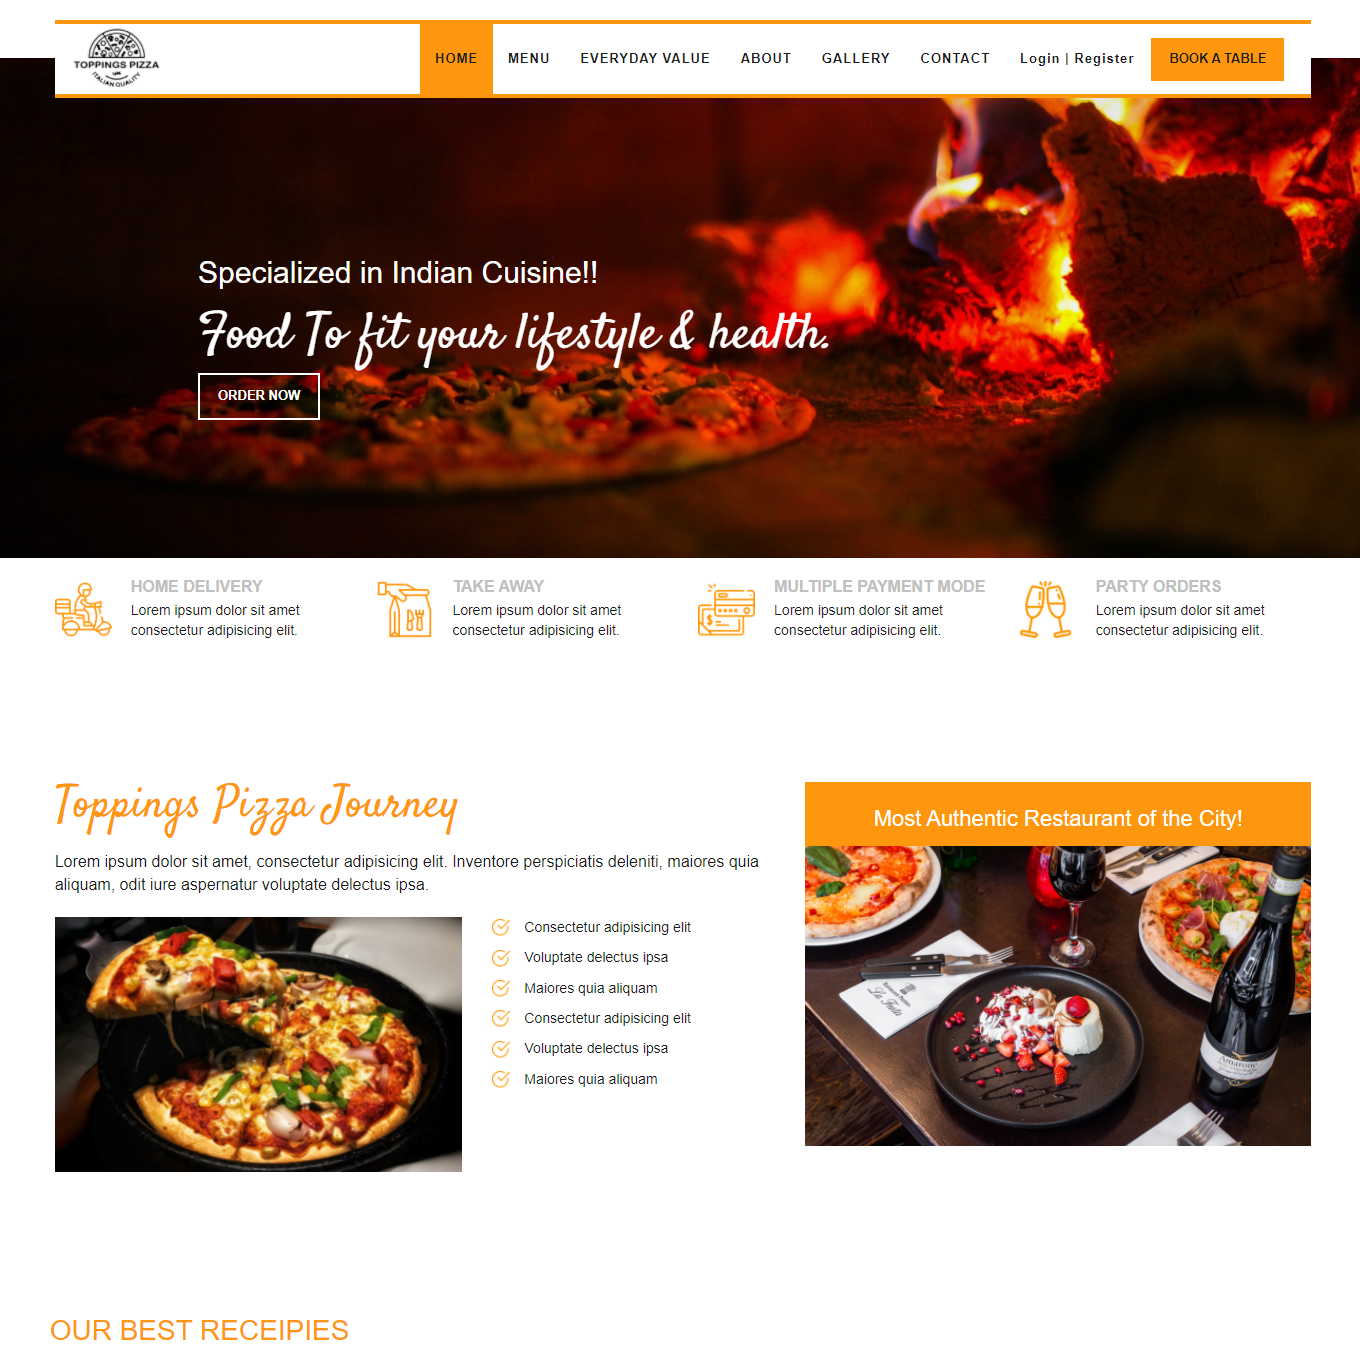 TOPPINGS PIZZA
ITALIAN QUALITY
HOME MENU EVERYDAY VALUE ABOUT GALLERY CONTACT Login | Register BOOK A TABLE
Specialized in Indian Cuisine!!
Food To fit your lifestyle & health.
ORDER NOW
HOME DELIVERY
Lorem ipsum dolor sit amet
consectetur adipisicing elit.
TAKE AWAY
Lorem ipsum dolor sit amet
consectetur adipisicing elit.
MULTIPLE PAYMENT MODE
Lorem ipsum dolor sit amet
consectetur adipisicing elit.
PARTY ORDERS
Lorem ipsum dolor sit amet
consectetur adipisicing elit.
Toppings Pizza Journey
Lorem ipsum dolor sit amet, consectetur adipisicing elit. Inventore perspiciatis deleniti, maiores quia
aliquam, odit iure aspernatur voluptate delectus ipsa.
Consectetur adipisicing elit
Voluptate delectus ipsa
Maiores quia aliquam
Consectetur adipisicing elit
Voluptate delectus ipsa
Maiores quia aliquam
Most Authentic Restaurant of the City!
Amarone
OUR BEST RECEIPIES